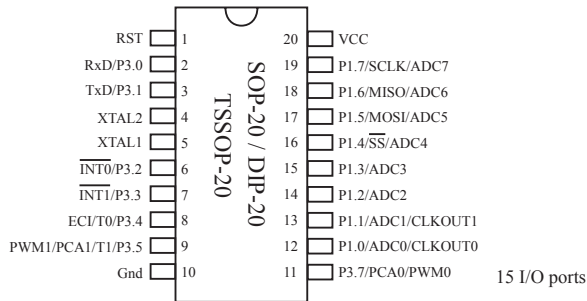 RST 1 20 VCC
RxD/P3.0 2 19 P1.7/SCLK/ADC7
TxD/P3.1 3 18 P1.6/MISO/ADC6
XTAL2 4 17 P1.5/MOSI/ADC5
XTAL1 5 16 P1.4/S̅S̅/ADC4
I̅N̅T̅0̅/P3.2 6 15 P1.3/ADC3
I̅N̅T̅1̅/P3.3 7 14 P1.2/ADC2
ECI/T0/P3.4 8 13 P1.1/ADC1/CLKOUT1
PWM1/PCA1/T1/P3.5 9 12 P1.0/ADC0/CLKOUT0
Gnd 10 11 P3.7/PCA0/PWM0
SOP-20 / DIP-20
TSSOP-20
15 I/O ports